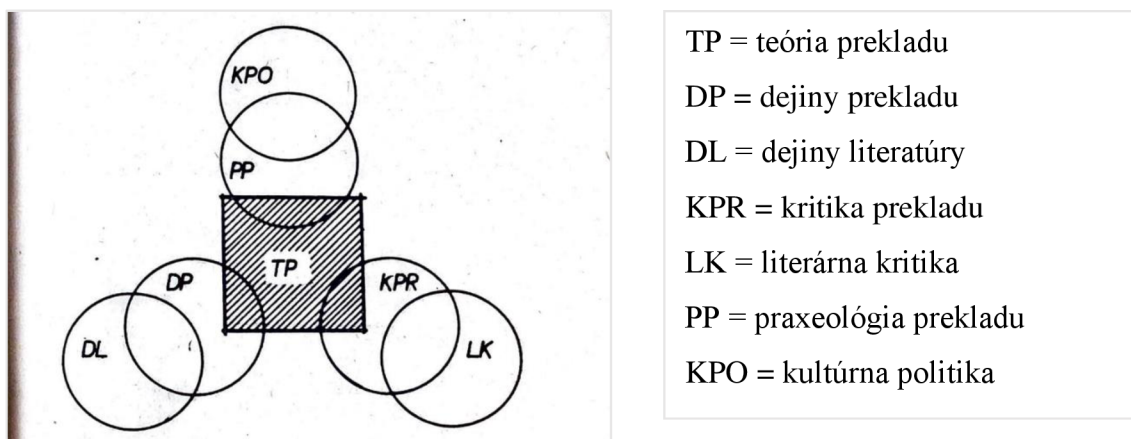 KPO
PP
TP
DP
KPR
DL
LK
TP = teória prekladu
DP = dejiny prekladu
DL = dejiny literatúry
KPR = kritika prekladu
LK = literárna kritika
PP = praxeológia prekladu
KPO = kultúrna politika